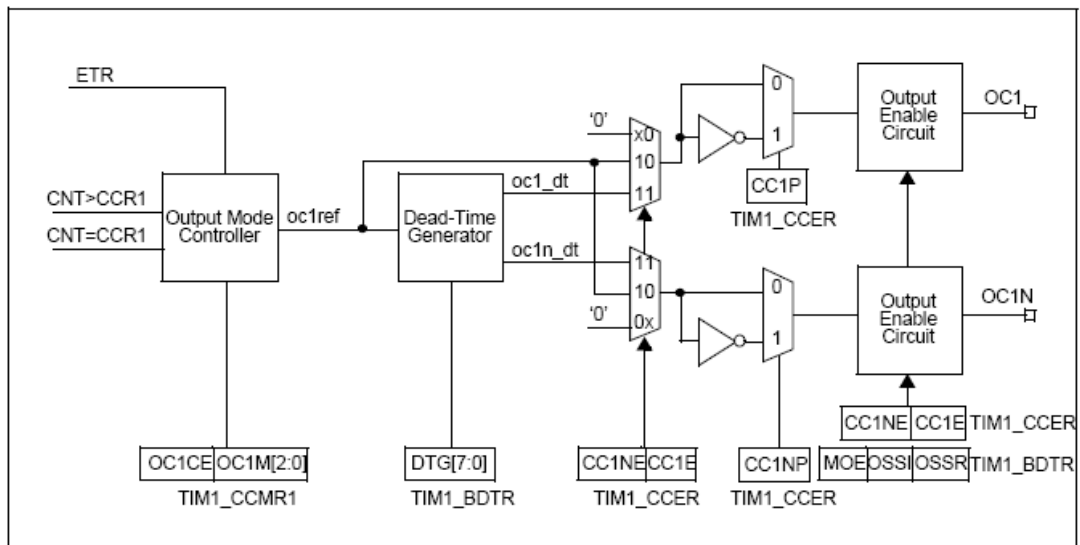 ETR
CNT>CCR1
CNT=CCR1
Output Mode
Controller
oc1ref
Dead-Time
Generator
oc1_dt
oc1n_dt
'0'
x0
10
11
11
10
'0'
0x
0
1
CC1P
TIM1_CCER
0
1
Output
Enable
Circuit
OC1
Output
Enable
Circuit
OC1N
OC1CE OC1M[2:0]
TIM1_CCMR1
DTG[7:0]
TIM1_BDTR
CC1NE CC1E
TIM1_CCER
CC1NP
TIM1_CCER
CC1NE CC1E TIM1_CCER
MOE OSSI OSSR TIM1_BDTR